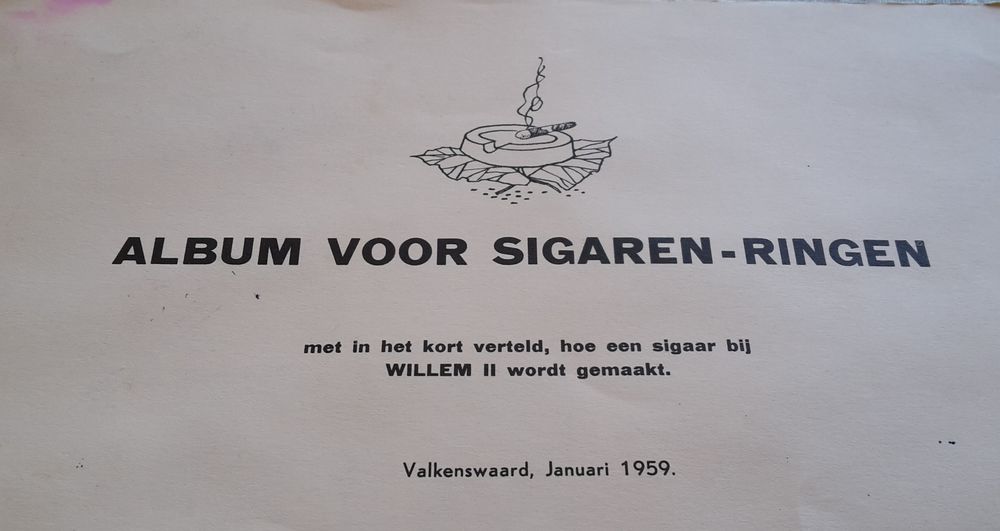 ALBUM VOOR SIGAREN-RINGEN
met in het kort verteld, hoe een sigaar bij
WILLEM II wordt gemaakt.
Valkenswaard, Januari 1959.